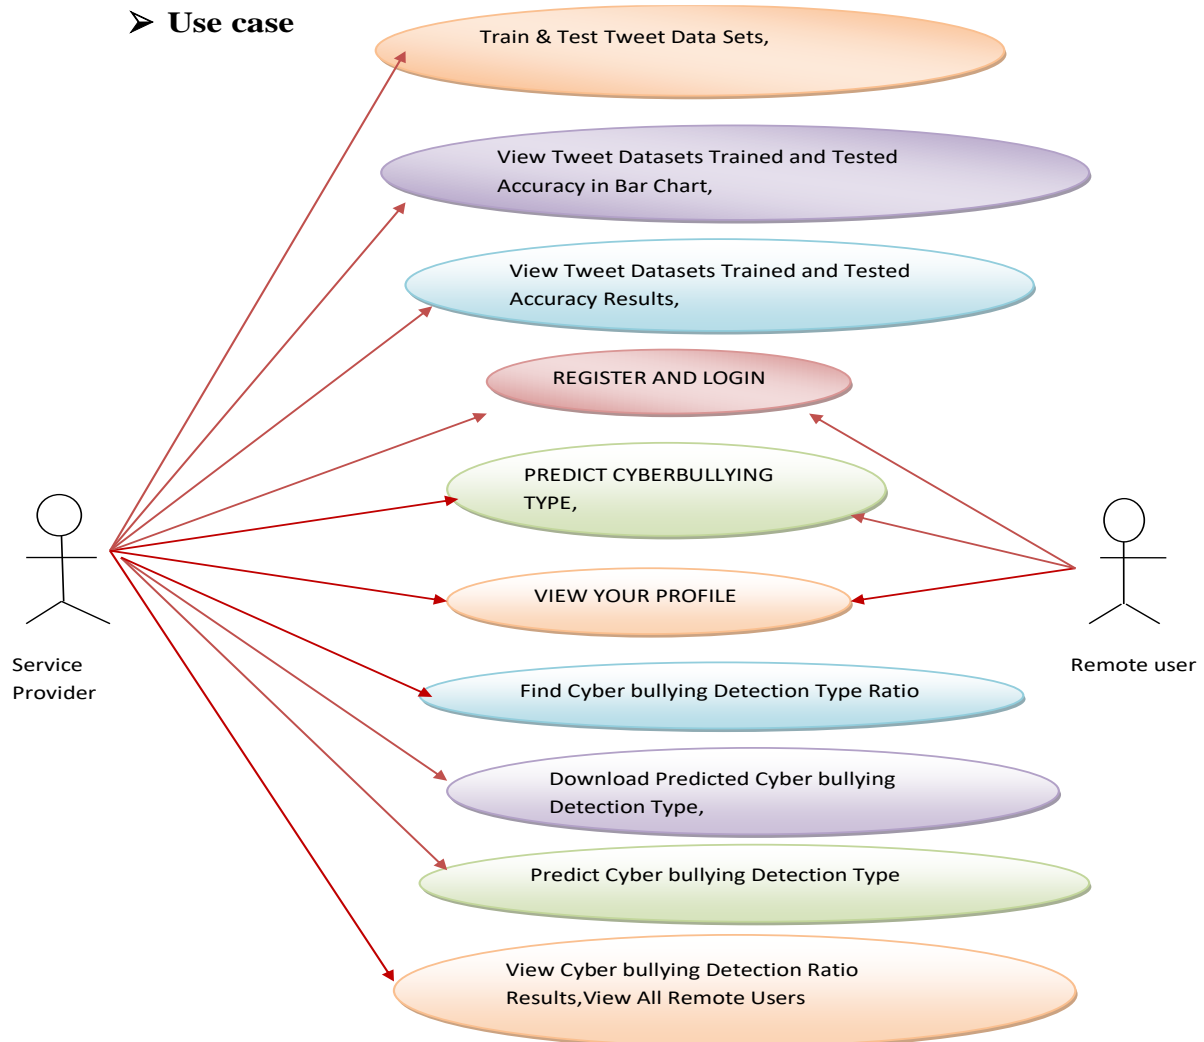 ➢ Use case
Train & Test Tweet Data Sets,
View Tweet Datasets Trained and Tested
Accuracy in Bar Chart,
View Tweet Datasets Trained and Tested
Accuracy Results,
REGISTER AND LOGIN
PREDICT CYBERBULLYING
TYPE,
VIEW YOUR PROFILE
Service
Provider
Remote user
Find Cyber bullying Detection Type Ratio
Download Predicted Cyber bullying
Detection Type,
Predict Cyber bullying Detection Type
View Cyber bullying Detection Ratio
Results,View All Remote Users